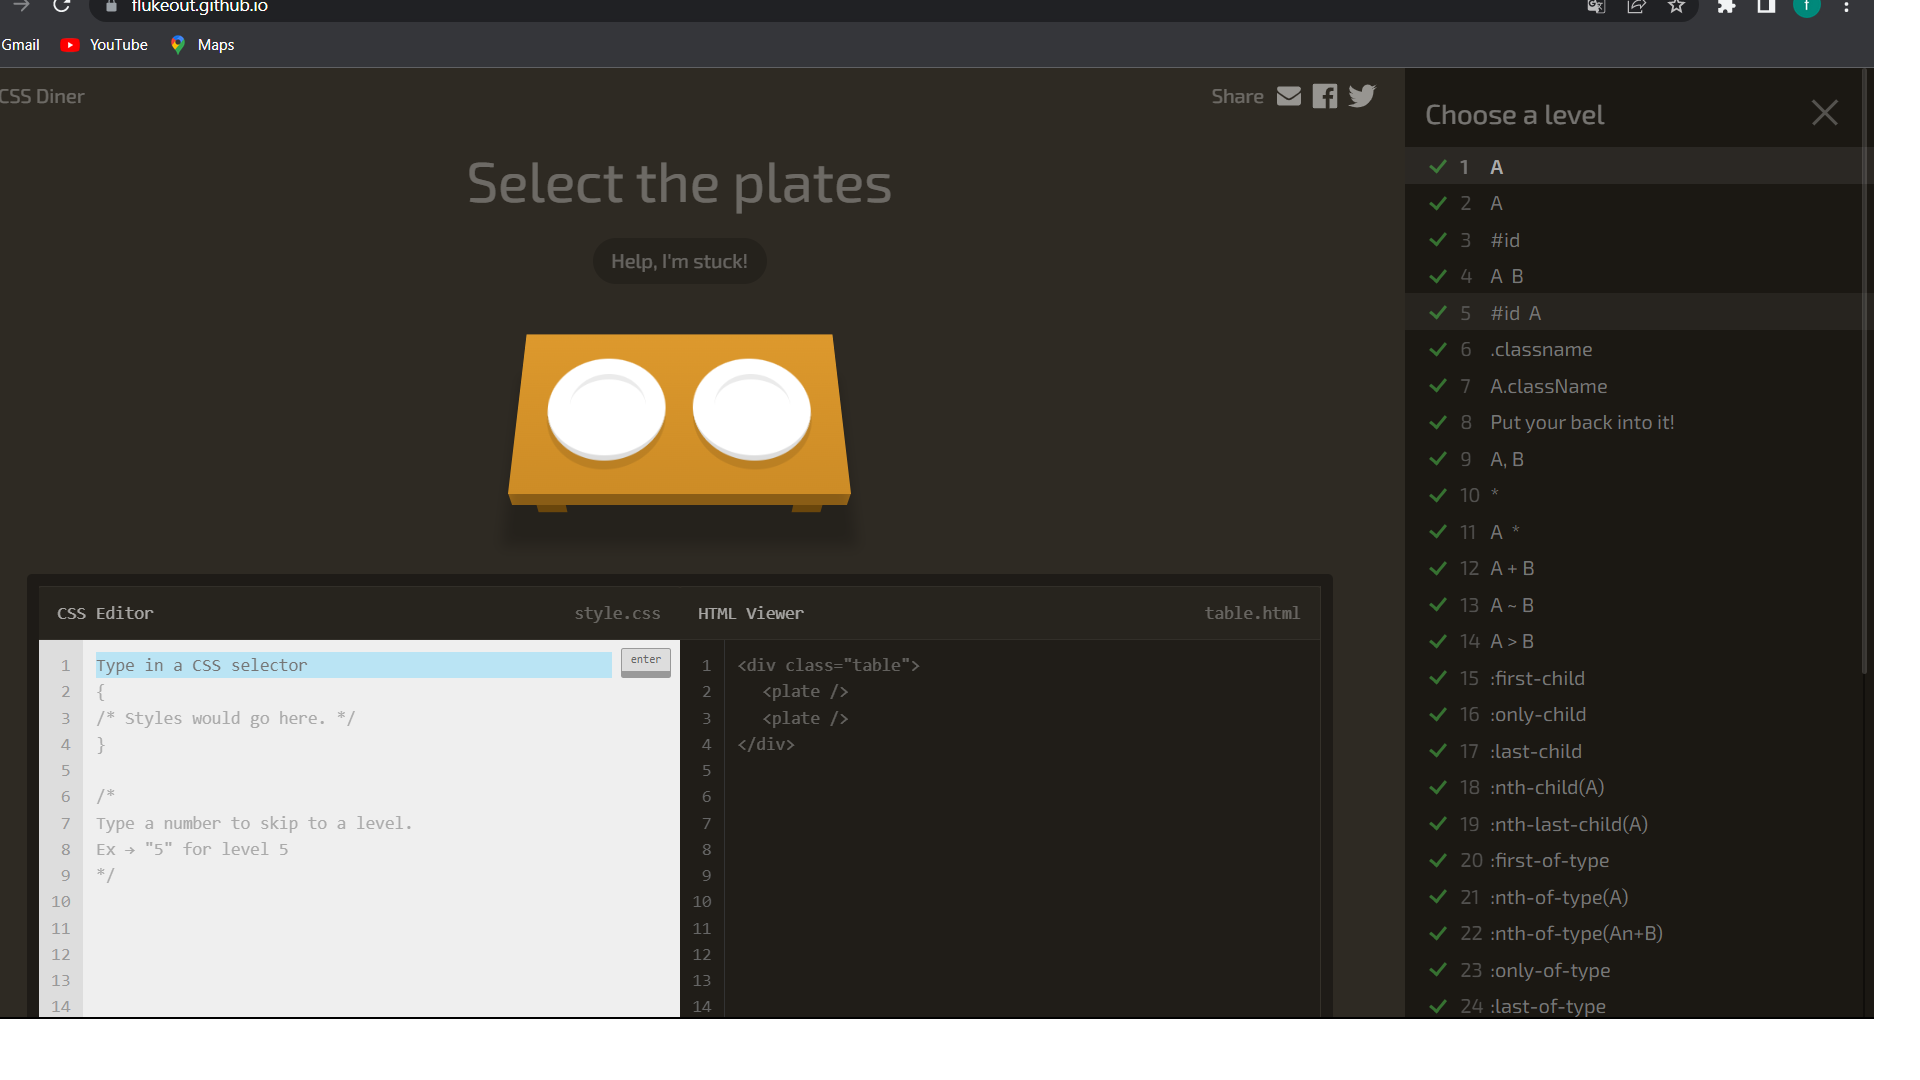 flukeout.github.io
Gmail YouTube Maps
CSS Diner
Share
Select the plates
Help, I'm stuck!
CSS Editor style.css
1 Type in a CSS selector enter
2 {
3 /* Styles would go here. */
4 }
5
6 /*
7 Type a number to skip to a level.
8 Ex → "5" for level 5
9 */
10
11
12
13
14
HTML Viewer table.html
1 <div class="table">
2 <plate />
3 <plate />
4 </div>
5
6
7
8
9
10
11
12
13
14
f
Choose a level
1 A
2 A
3 #id
4 A B
5 #id A
6 .classname
7 A.className
8 Put your back into it!
9 A, B
10 *
11 A *
12 A + B
13 A ~ B
14 A > B
15 :first-child
16 :only-child
17 :last-child
18 :nth-child(A)
19 :nth-last-child(A)
20 :first-of-type
21 :nth-of-type(A)
22 :nth-of-type(An+B)
23 :only-of-type
24 :last-of-type